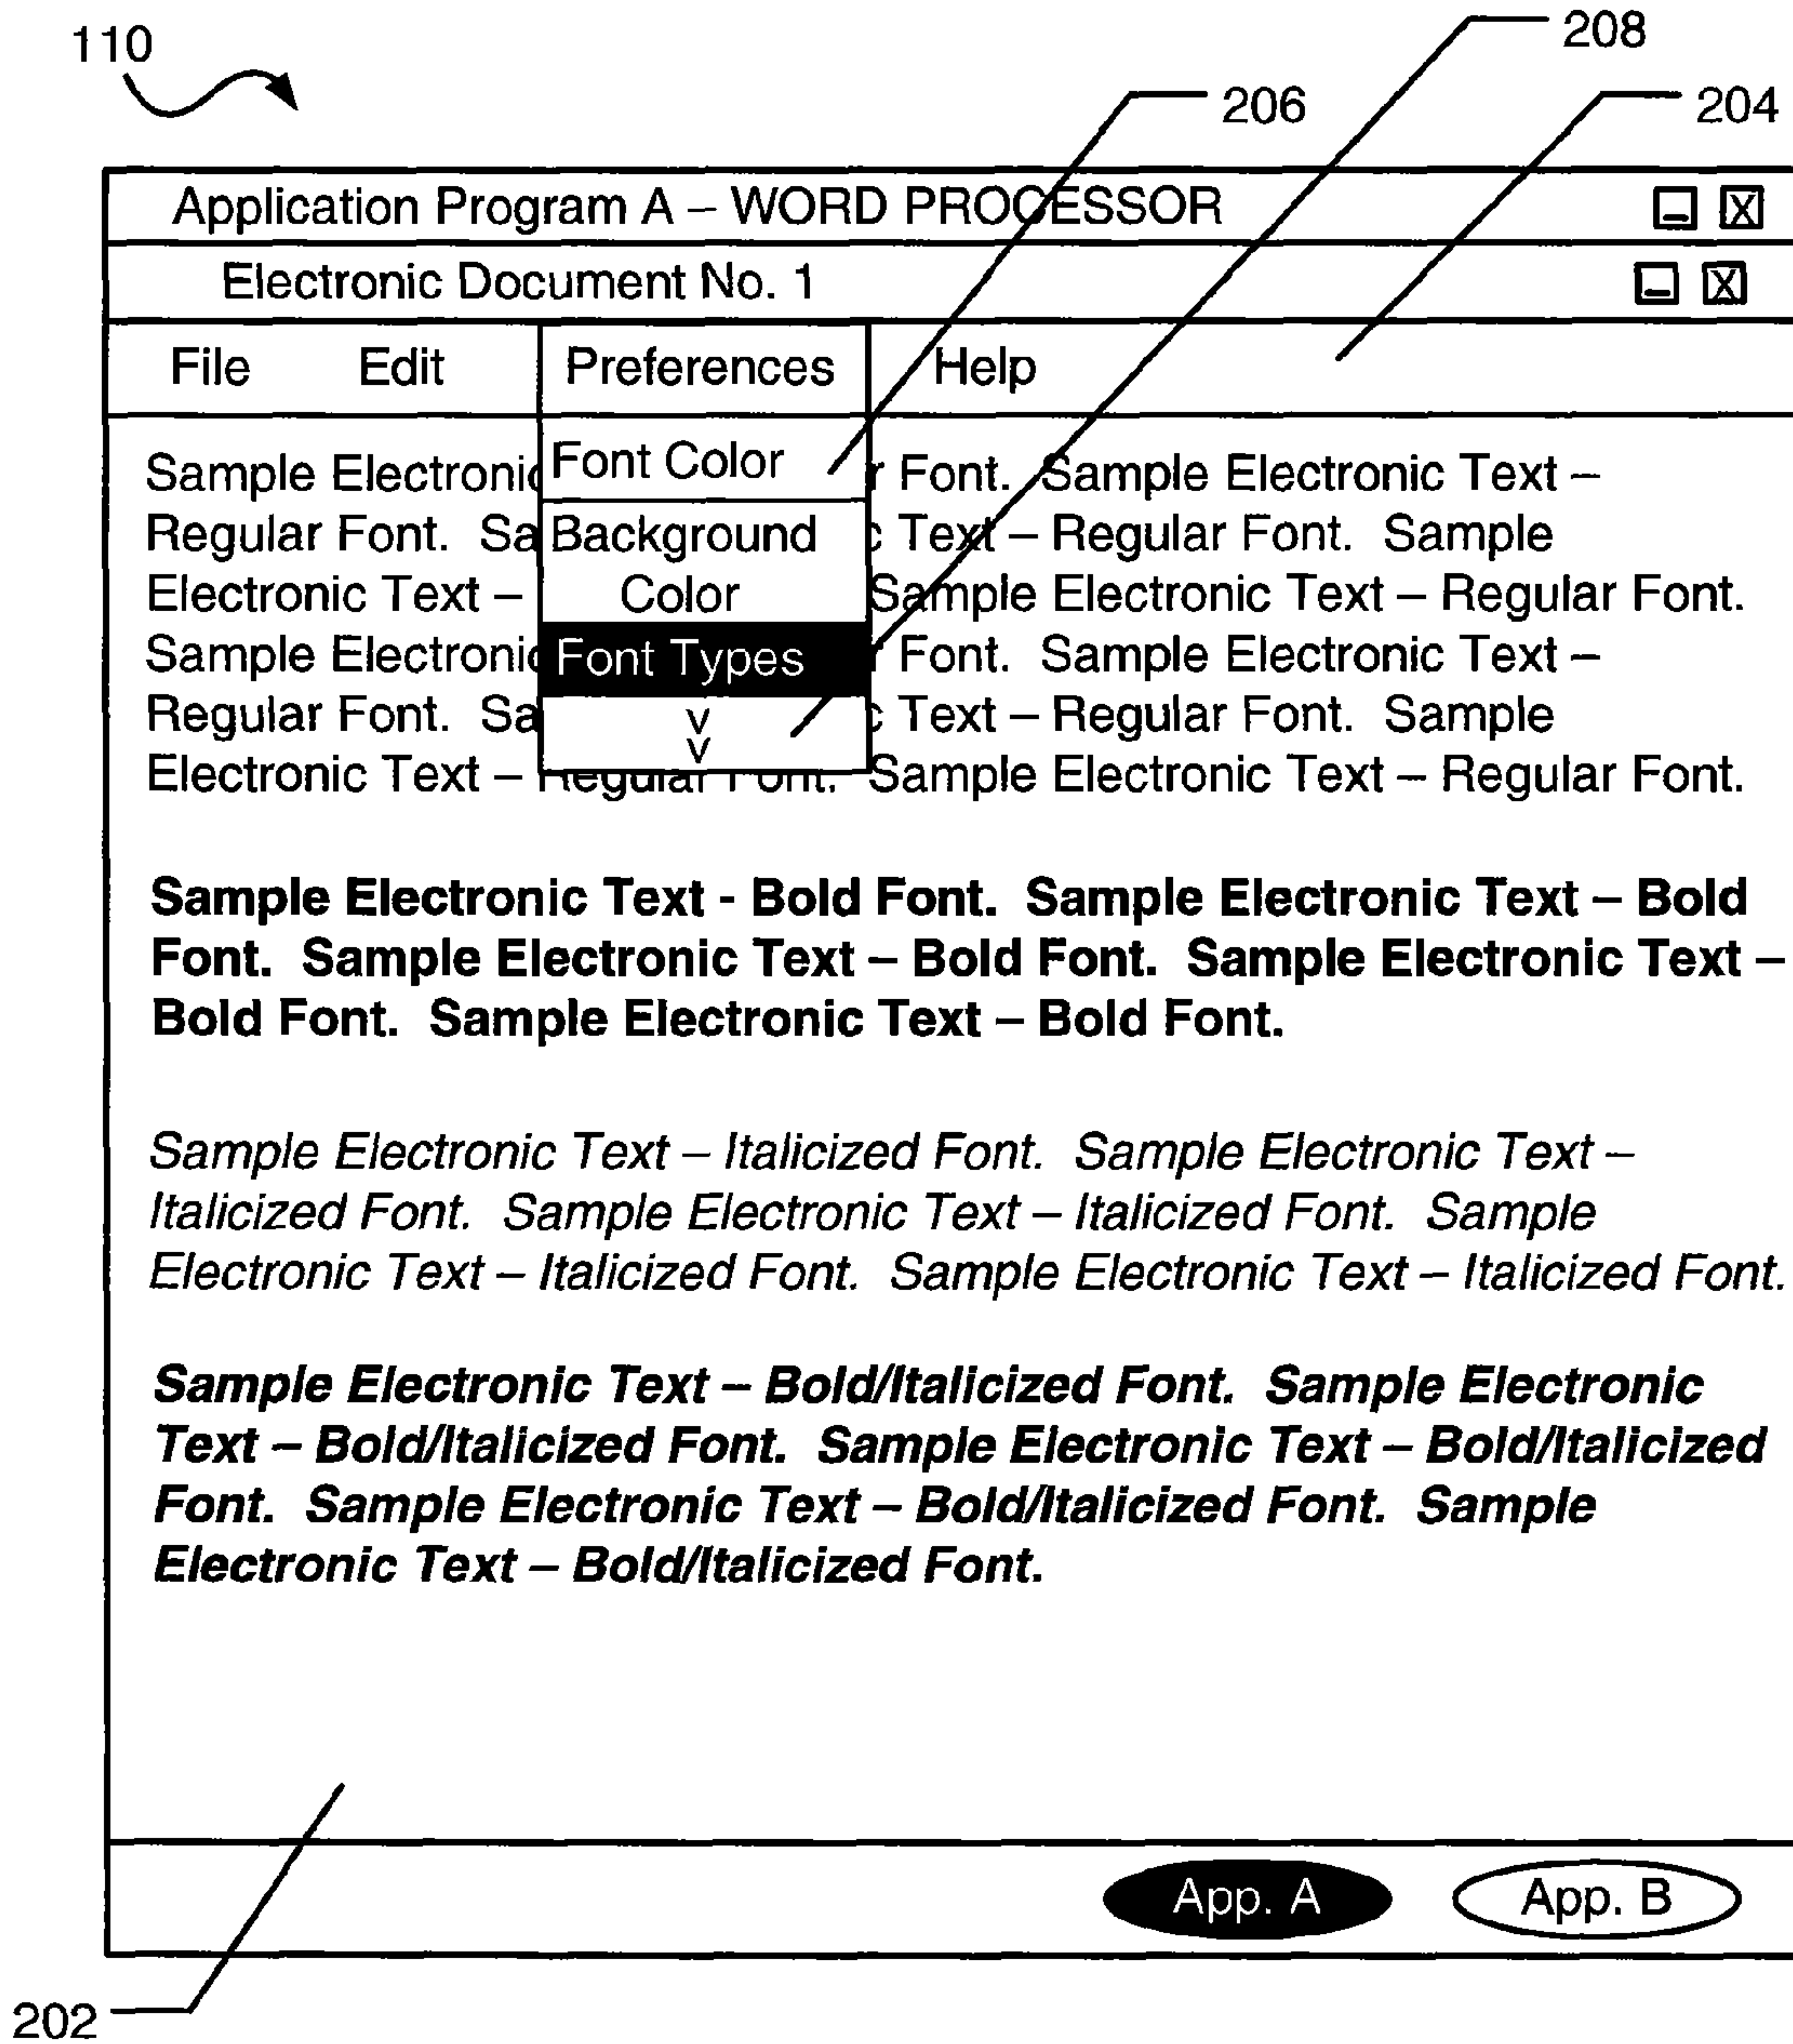 110
208
206
204
Application Program A – WORD PROCESSOR
Electronic Document No. 1
File Edit Preferences Help
Font Color
Background
Color
Font Types
Sample Electronic Font. Sample Electronic Text –
Regular Font. Text – Regular Font. Sample
Electronic Text – Sample Electronic Text – Regular Font.
Sample Electronic Font. Sample Electronic Text –
Regular Font. Text – Regular Font. Sample
Electronic Text – Regular Font. Sample Electronic Text – Regular Font.
Sample Electronic Text - Bold Font. Sample Electronic Text – Bold
Font. Sample Electronic Text – Bold Font. Sample Electronic Text –
Bold Font. Sample Electronic Text – Bold Font.
Sample Electronic Text – Italicized Font. Sample Electronic Text –
Italicized Font. Sample Electronic Text – Italicized Font. Sample
Electronic Text – Italicized Font. Sample Electronic Text – Italicized Font.
Sample Electronic Text – Bold/Italicized Font. Sample Electronic
Text – Bold/Italicized Font. Sample Electronic Text – Bold/Italicized
Font. Sample Electronic Text – Bold/Italicized Font. Sample
Electronic Text – Bold/Italicized Font.
App. A App. B
202